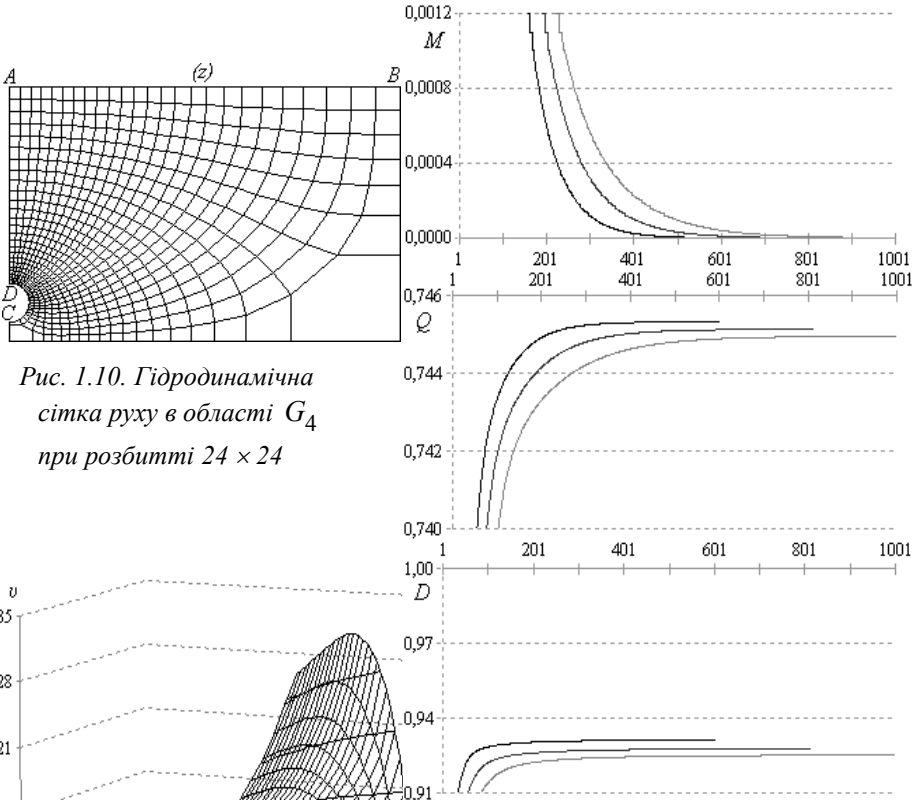 A (z) B
D
C
Рис. 1.10. Гідродинамічна
сітка руху в області G4
при розбитті 24 × 24
υ
35
28
21
0,0012
M
0,0008
0,0004
0,0000
1 201 401 601 801 1001
1 201 401 601 801 1001
0,746
Q
0,744
0,742
0,740
1 201 401 601 801 1001
1,00
D
0,97
0,94
0,91